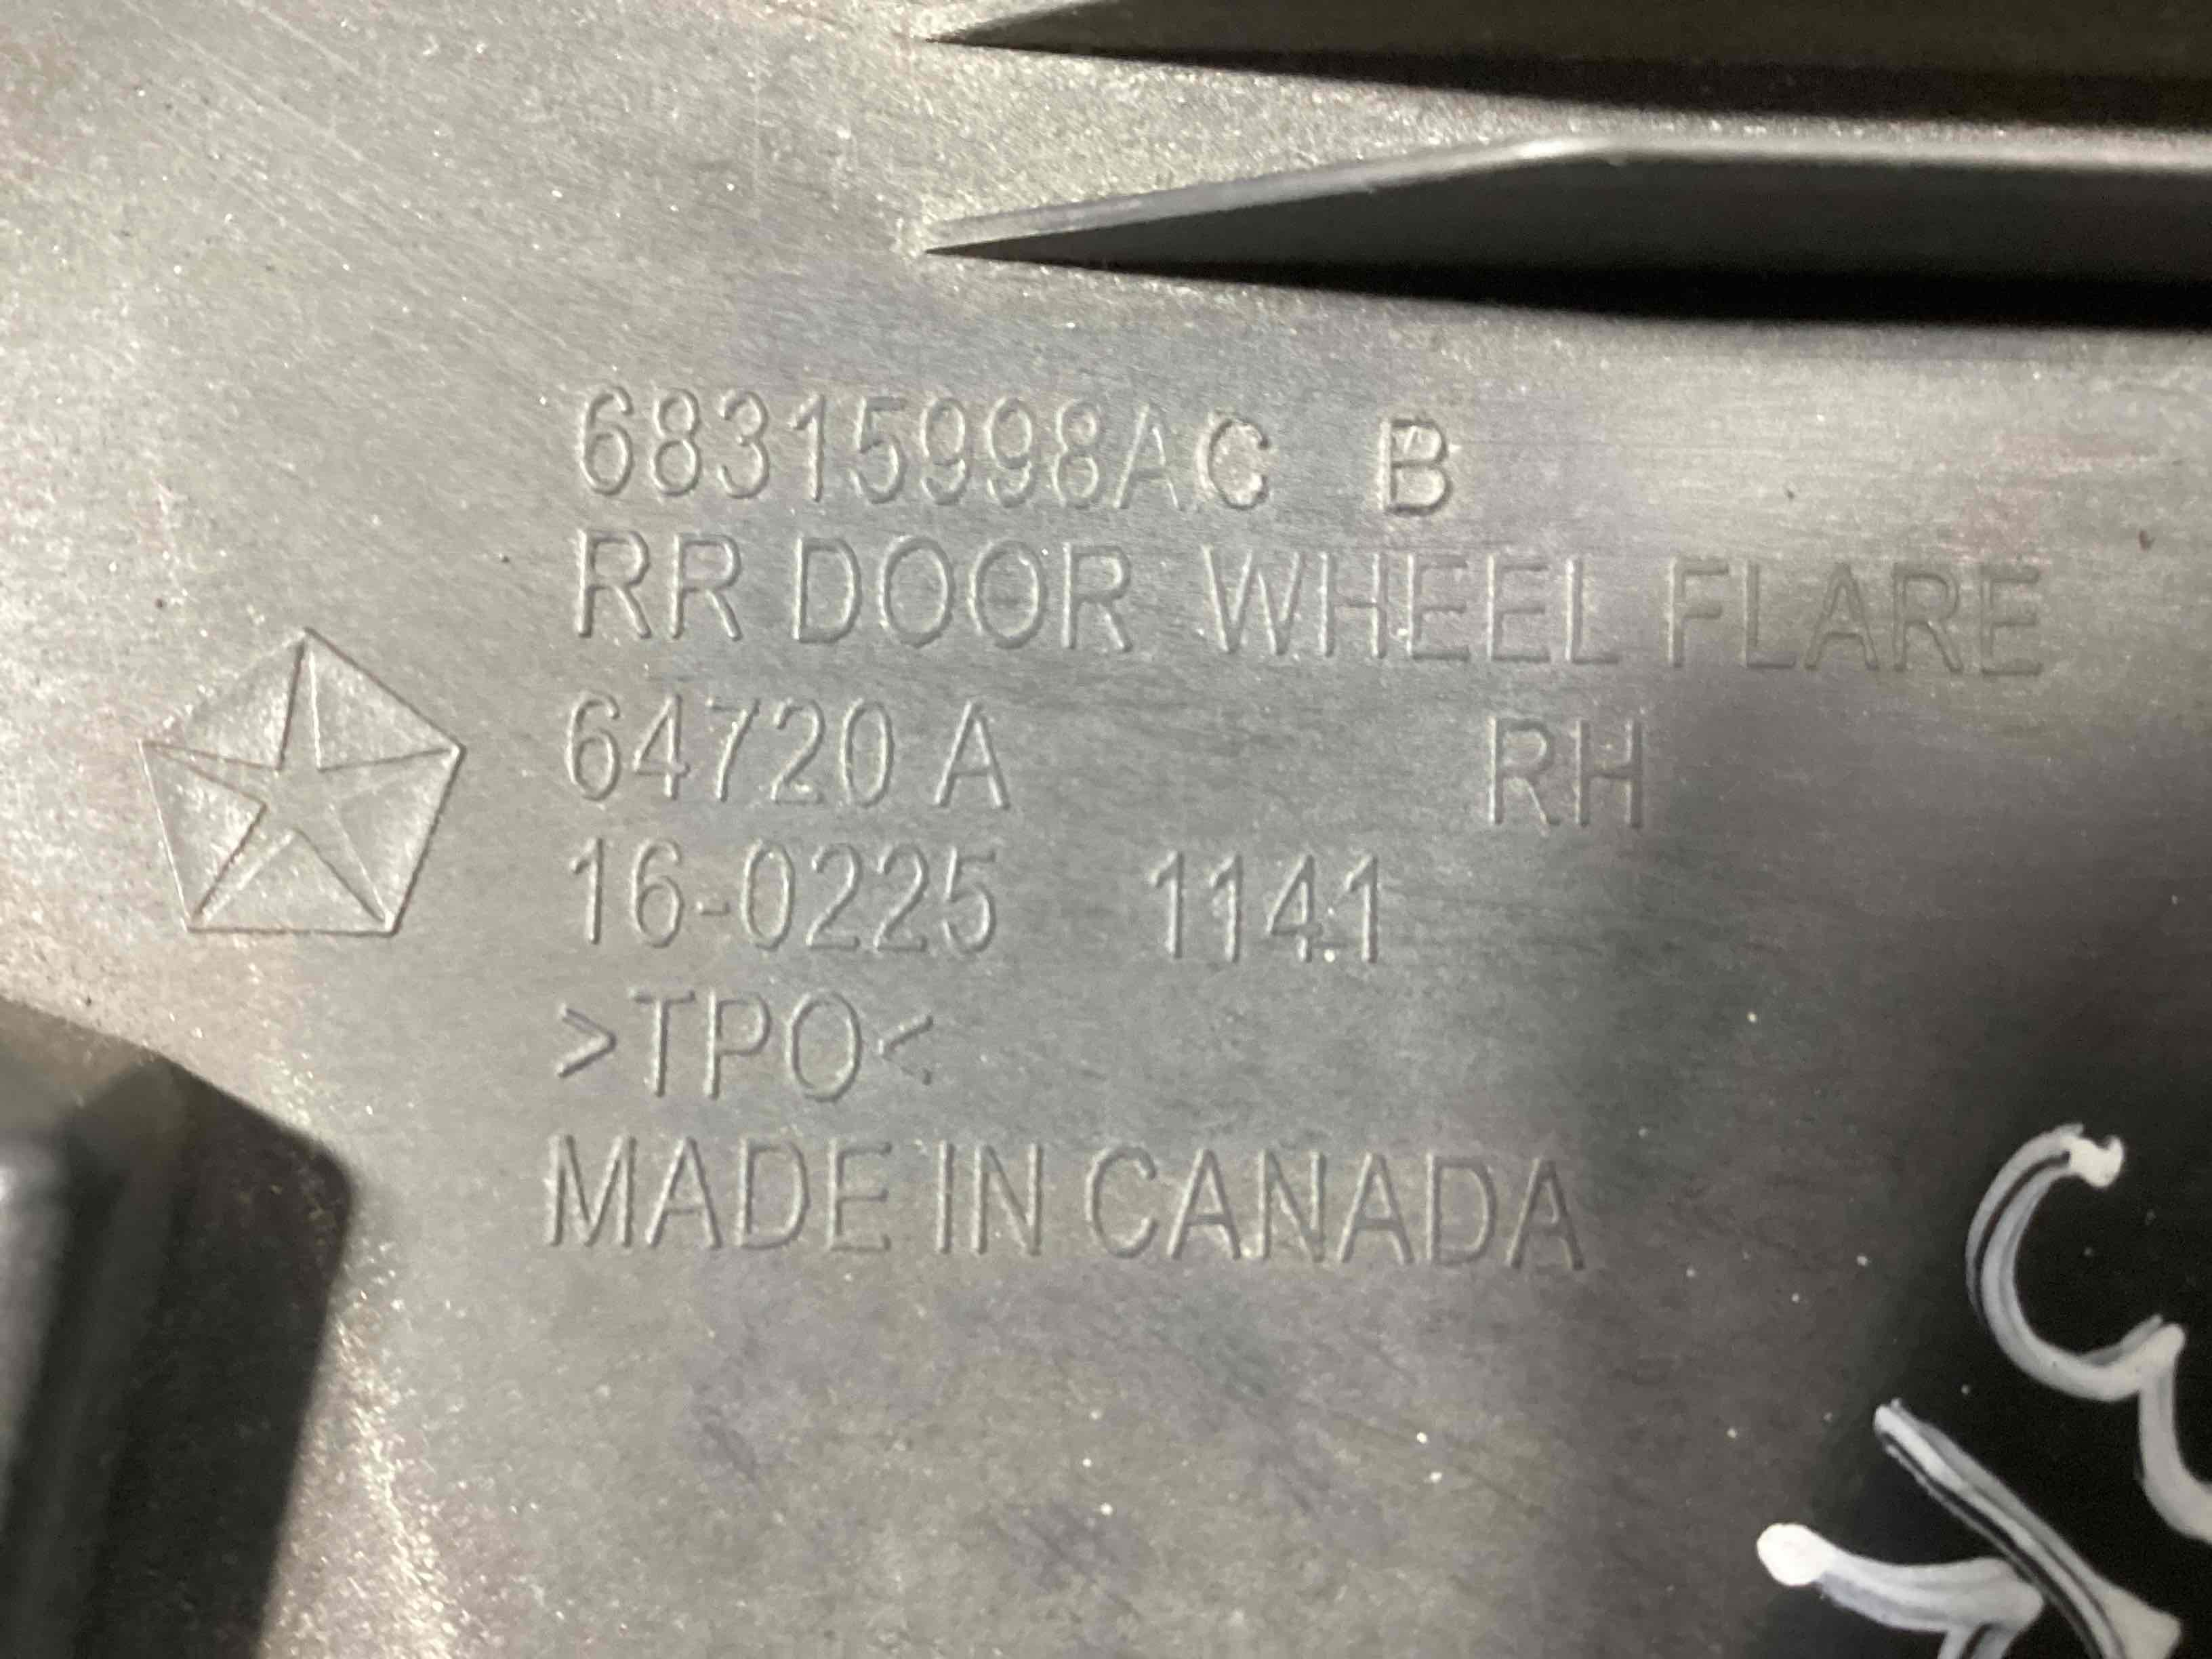 68315998AC B
RR DOOR WHEEL FLARE
64720 A RH
16-0225 1141
>TPO<
MADE IN CANADA